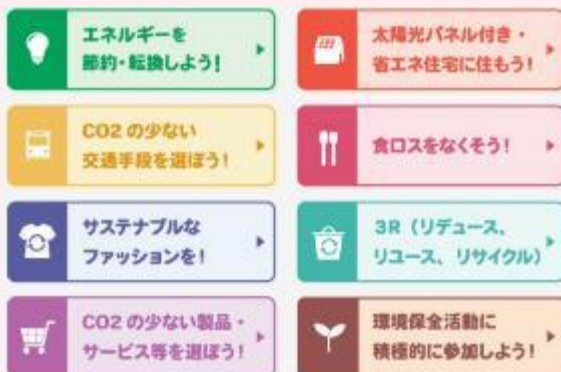 エネルギーを
節約・転換しよう!
太陽光パネル付き・
省エネ住宅に住もう!
CO2 の少ない
交通手段を選ぼう!
食ロスをなくそう!
サステナブルな
ファッションを!
3R(リデュース、
リユース、リサイクル)
CO2 の少ない製品・
サービス等を選ぼう!
環境保全活動に
積極的に参加しよう!